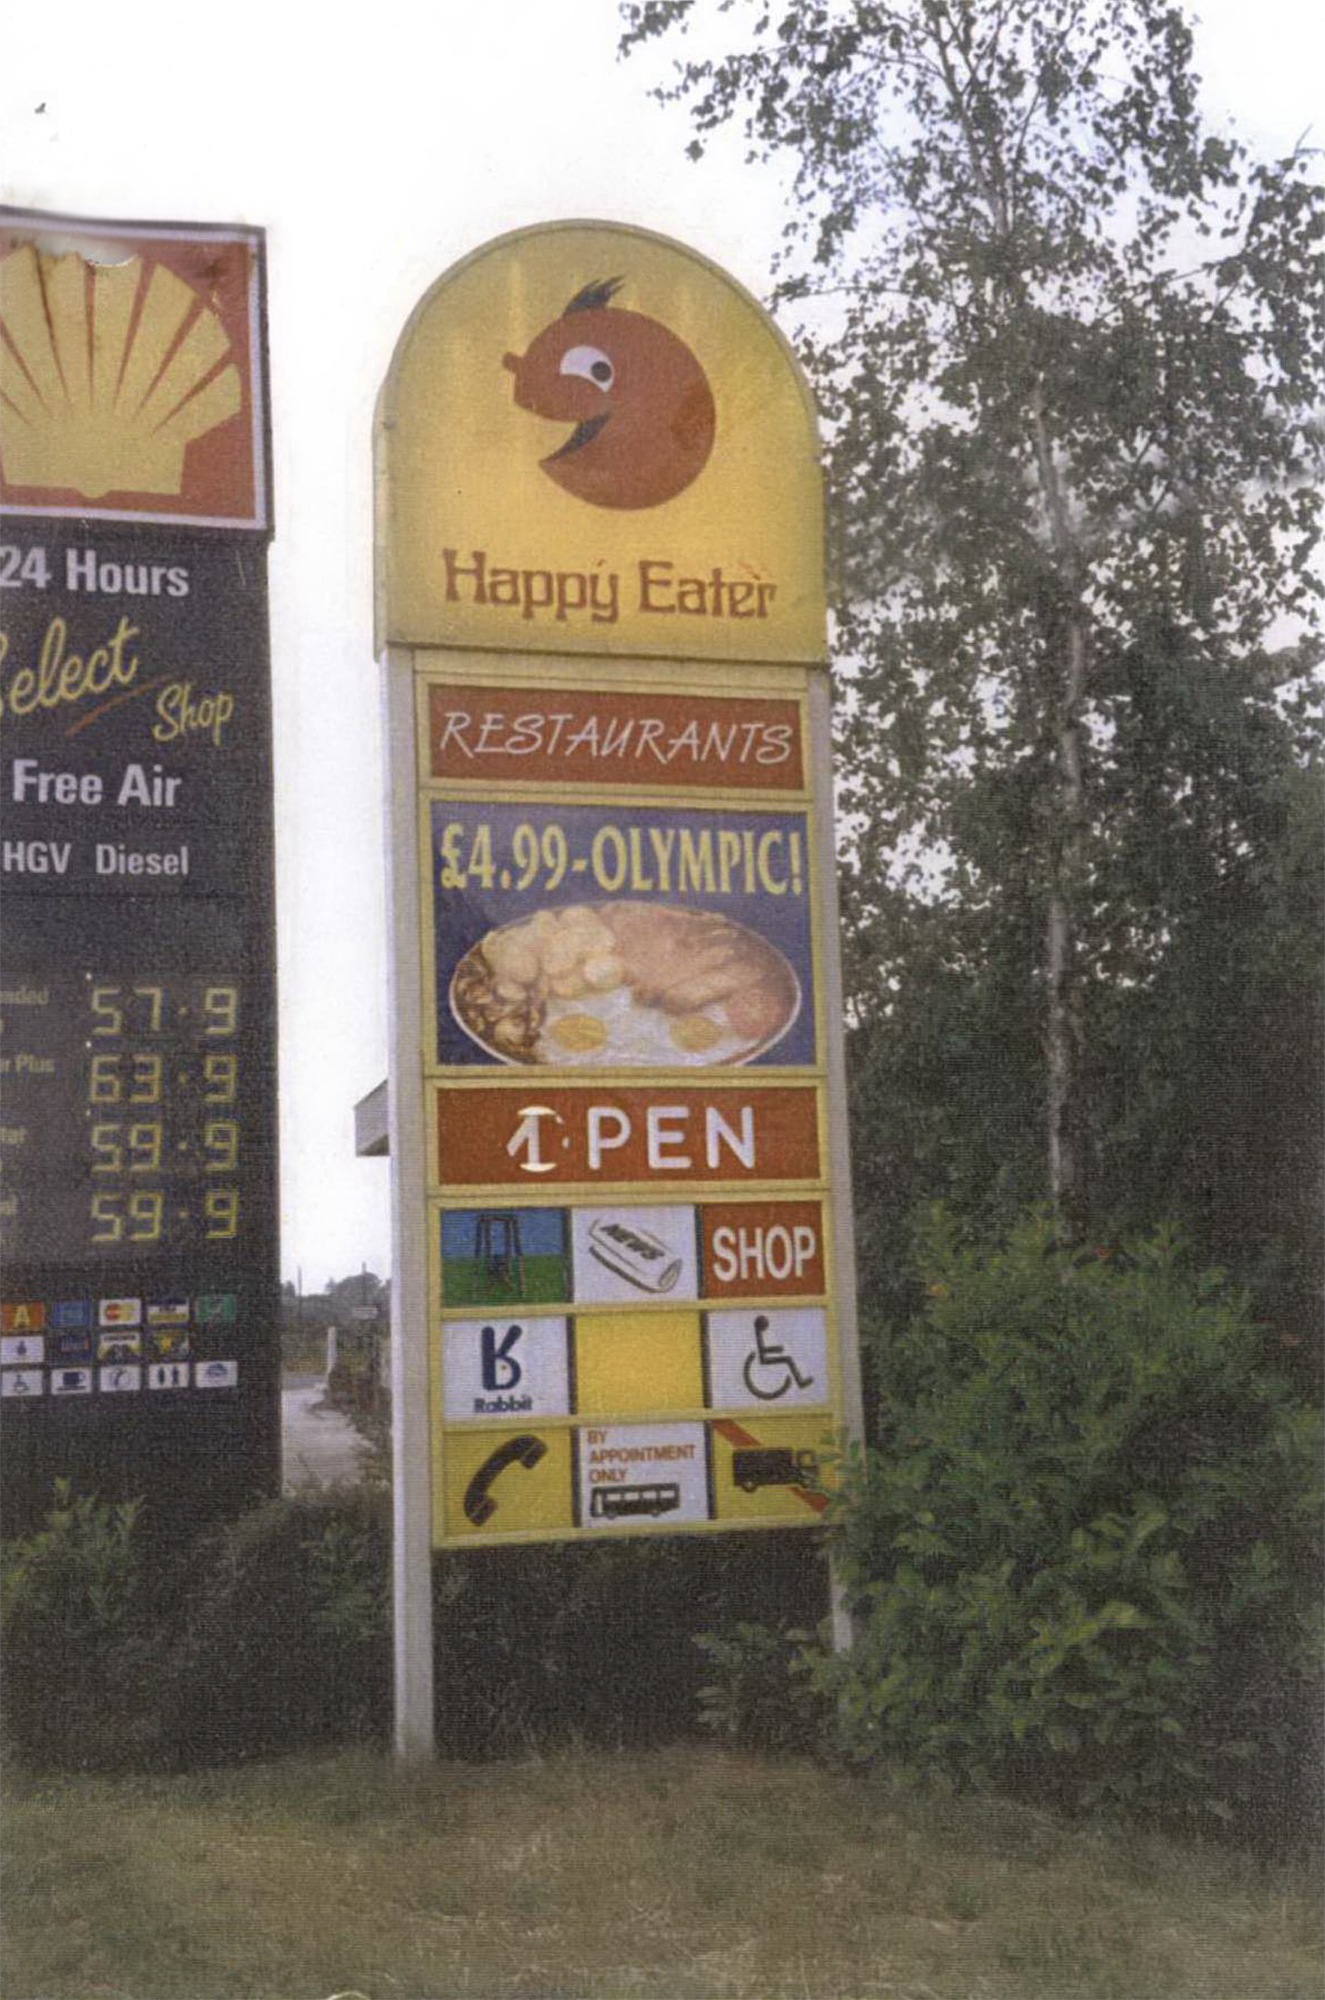 24 Hours
Select
Shop
Free Air
HGV Diesel
57.9
Plus 63.9
59.9
59.9
A
Happy Eater
RESTAURANTS
£4.99-OLYMPIC!
PEN
NEWS
SHOP
R
Rabbit
BY
APPOINTMENT
ONLY